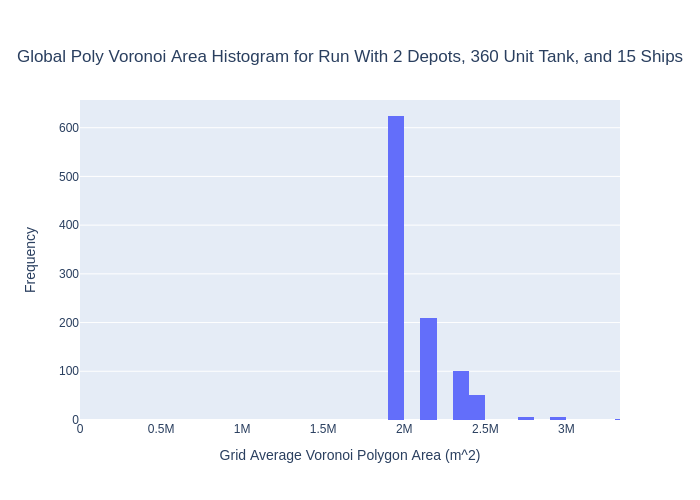 Global Poly Voronoi Area Histogram for Run With 2 Depots, 360 Unit Tank, and 15 Ships
600
500
400
300
200
100
0
Frequency
0 0.5M 1M 1.5M 2M 2.5M 3M
Grid Average Voronoi Polygon Area (m^2)